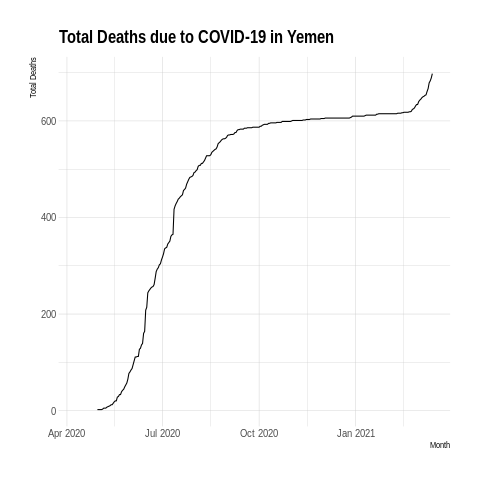 Total Deaths due to COVID-19 in Yemen
Total Deaths
600
400
200
0
Apr 2020
Jul 2020
Oct 2020
Jan 2021
Month